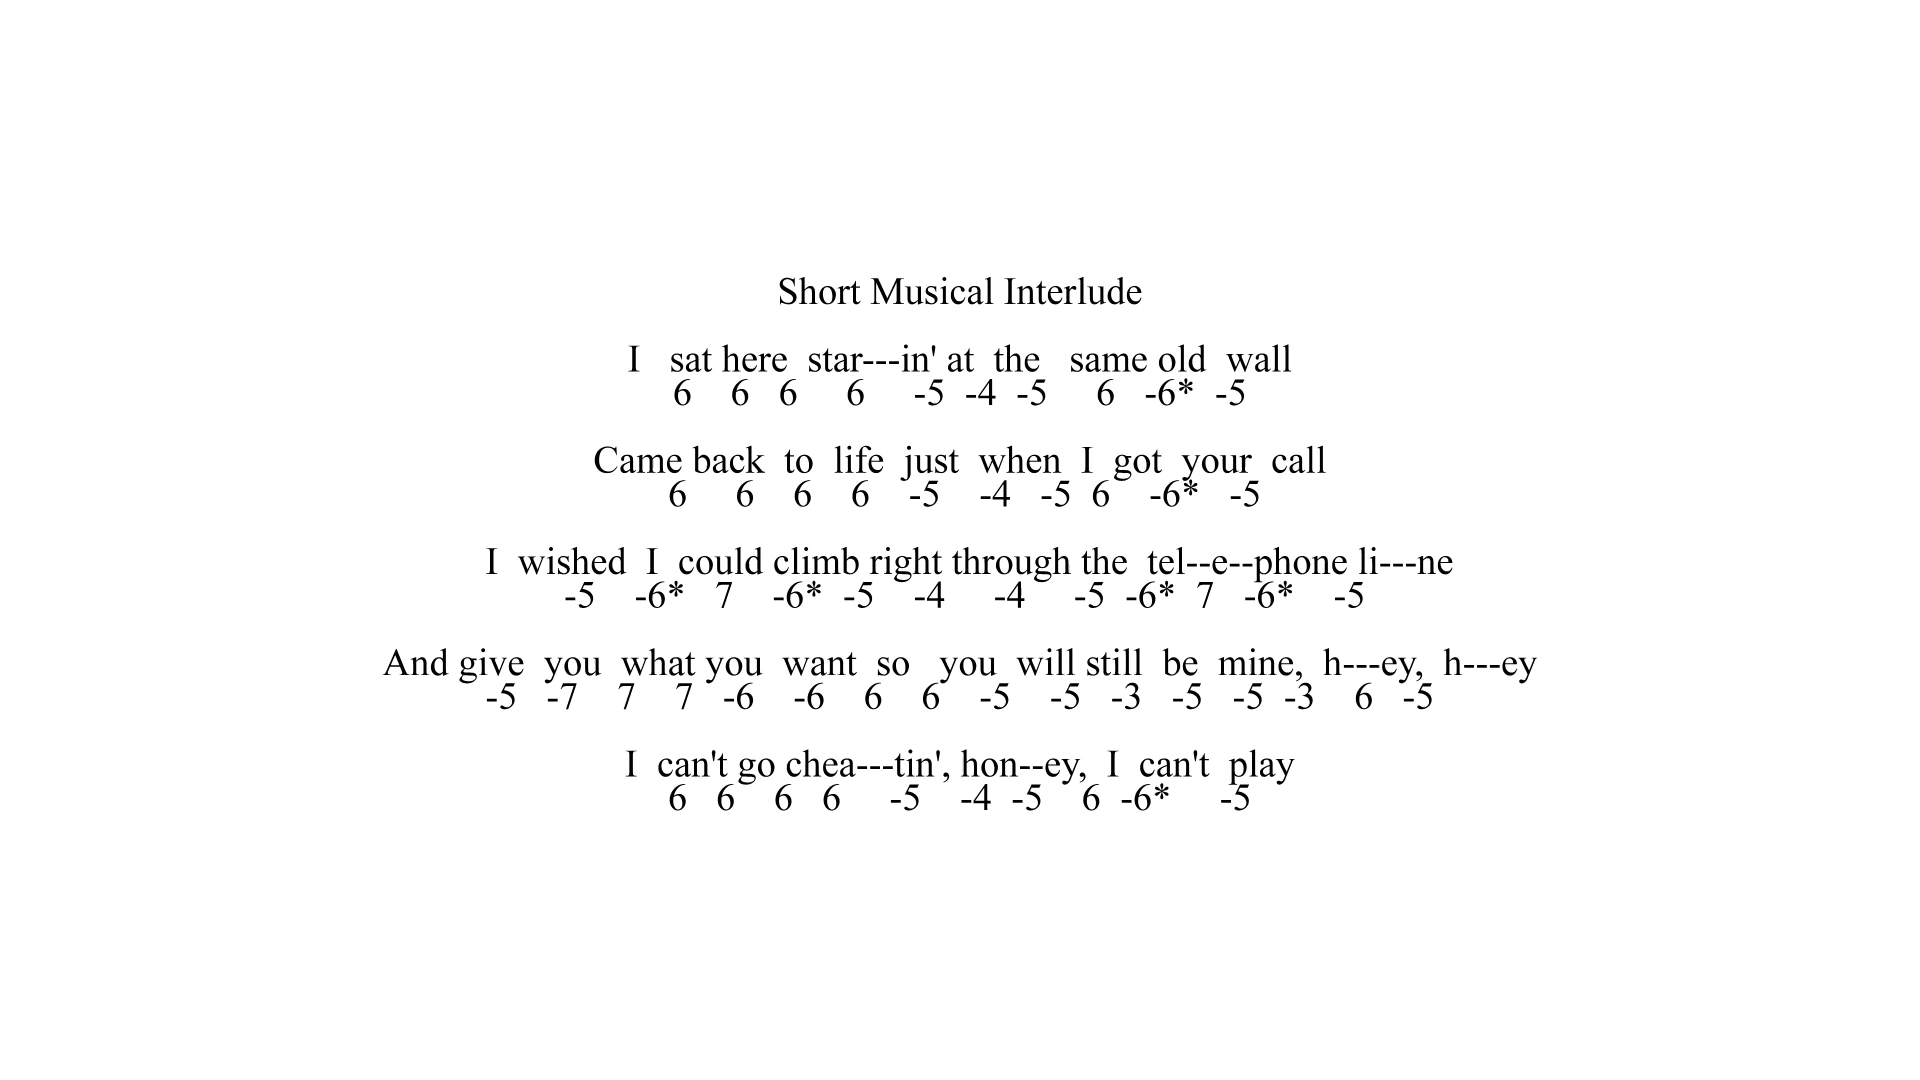 Short Musical Interlude
I sat here star---in' at the same old wall
6 6 6 6 -5 -4 -5 6 -6* -5
Came back to life just when I got your call
6 6 6 6 -5 -4 -5 6 -6* -5
I wished I could climb right through the tel--e--phone li---ne
-5 -6* 7 -6* -5 -4 -4 -5 -6* 7 -6* -5
And give you what you want so you will still be mine, h---ey, h---ey
-5 -7 7 7 -6 -6 6 6 -5 -5 -3 -5 -5 -3 6 -5
I can't go chea---tin', hon--ey, I can't play
6 6 6 6 -5 -4 -5 6 -6* -5